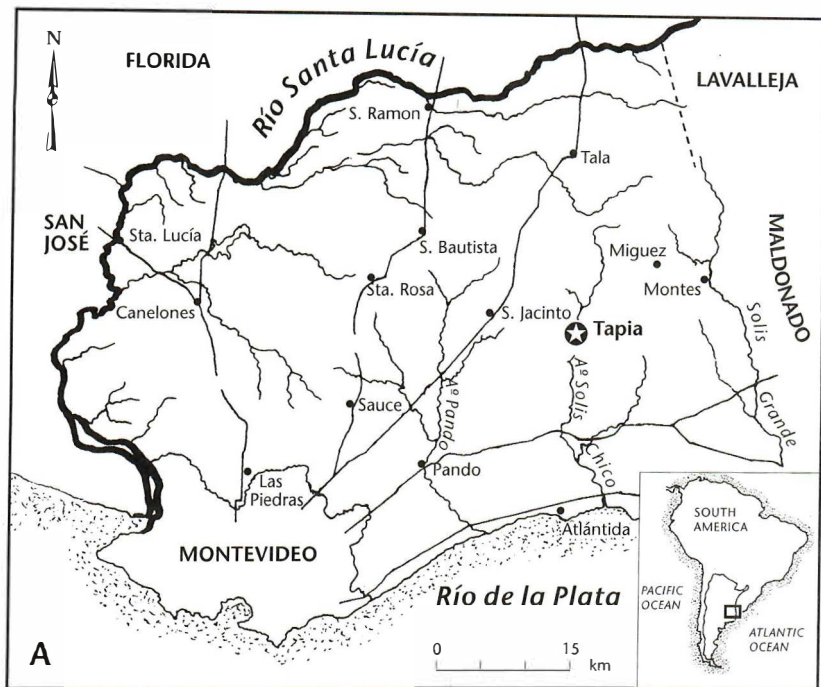 N
FLORIDA
Río Santa Lucía
LAVALLEJA
S. Ramon
Tala
SAN
JOSÉ
Sta. Lucía
S. Bautista
Miguez
MALDONADO
Sta. Rosa
Montes
Canelones
S. Jacinto
Tapia
Solis
Grande
Aº Solis
Chico
Aº Pando
Sauce
Las
Piedras
Pando
Atlántida
MONTEVIDEO
Río de la Plata
SOUTH
AMERICA
PACIFIC
OCEAN
ATLANTIC
OCEAN
A
0 15
km